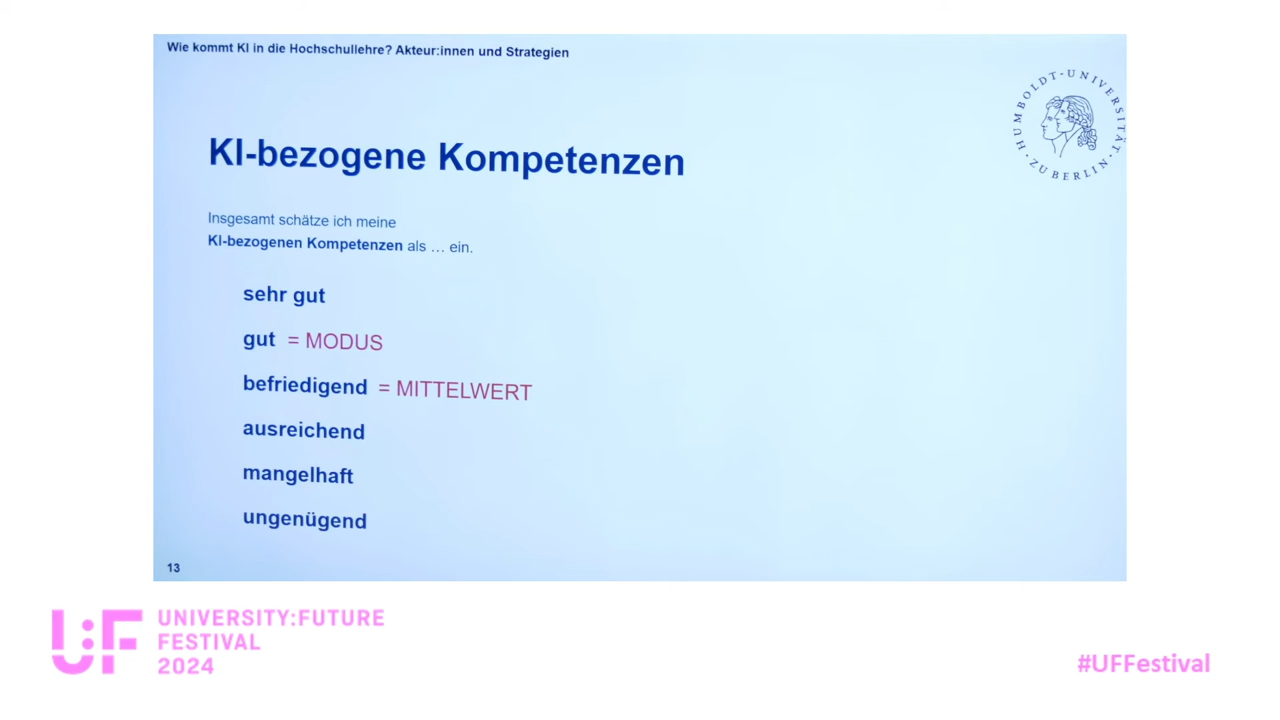 Wie kommt KI in die Hochschullehre? Akteur:innen und Strategien
HUMBOLDT-UNIVERSITÄT · ZU BERLIN ·
KI-bezogene Kompetenzen
Insgesamt schätze ich meine
KI-bezogenen Kompetenzen als … ein.
sehr gut
gut = MODUS
befriedigend = MITTELWERT
ausreichend
mangelhaft
ungenügend
13
U:F
UNIVERSITY:FUTURE
FESTIVAL
2024
#UFFestival